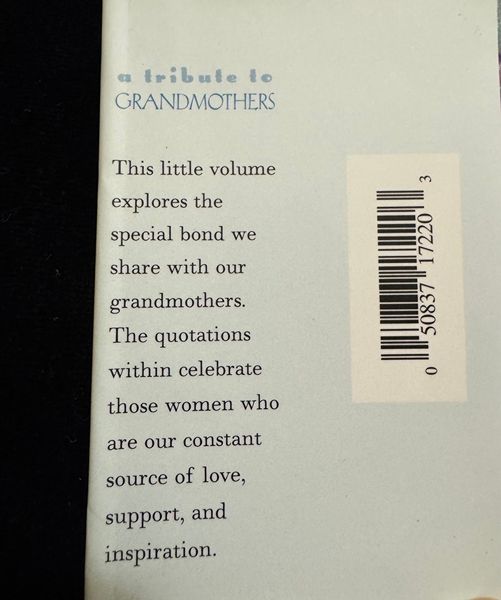 a tribute to
GRANDMOTHERS
This little volume
explores the
special bond we
share with our
grandmothers.
The quotations
within celebrate
those women who
are our constant
source of love,
support, and
inspiration.
0 50837 17220 3